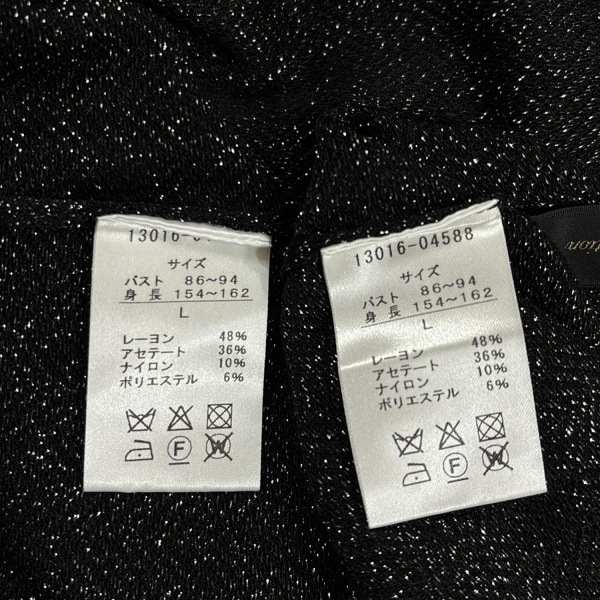 13016-0
サイズ
バスト 86～94
身長 154～162
L
レーヨン 48%
アセテート 36%
ナイロン 10%
ポリエステル 6%
F
W
13016-04588
サイズ
バスト 86～94
身長 154～162
L
レーヨン 48%
アセテート 36%
ナイロン 10%
ポリエステル 6%
F
W